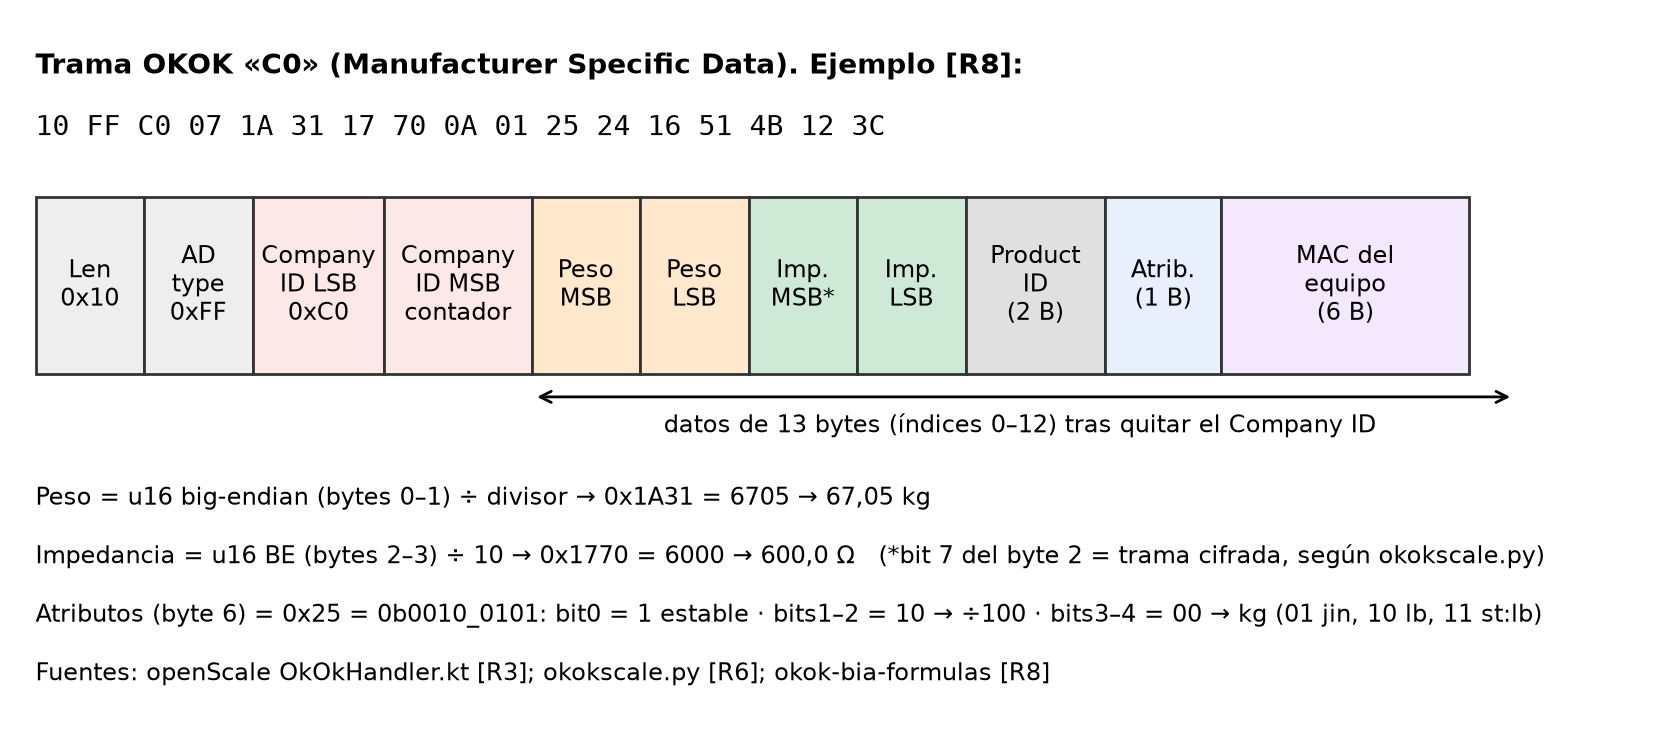 Trama OKOK «C0» (Manufacturer Specific Data). Ejemplo [R8]:
10 FF C0 07 1A 31 17 70 0A 01 25 24 16 51 4B 12 3C
Len
0x10
AD
type
0xFF
Company
ID LSB
0xC0
Company
ID MSB
contador
Peso
MSB
Peso
LSB
Imp.
MSB*
Imp.
LSB
Product
ID
(2 B)
Atrib.
(1 B)
MAC del
equipo
(6 B)
datos de 13 bytes (índices 0–12) tras quitar el Company ID
Peso = u16 big-endian (bytes 0–1) ÷ divisor → 0x1A31 = 6705 → 67,05 kg
Impedancia = u16 BE (bytes 2–3) ÷ 10 → 0x1770 = 6000 → 600,0 Ω (*bit 7 del byte 2 = trama cifrada, según okokscale.py)
Atributos (byte 6) = 0x25 = 0b0010_0101: bit0 = 1 estable · bits1–2 = 10 → ÷100 · bits3–4 = 00 → kg (01 jin, 10 lb, 11 st:lb)
Fuentes: openScale OkOkHandler.kt [R3]; okokscale.py [R6]; okok-bia-formulas [R8]